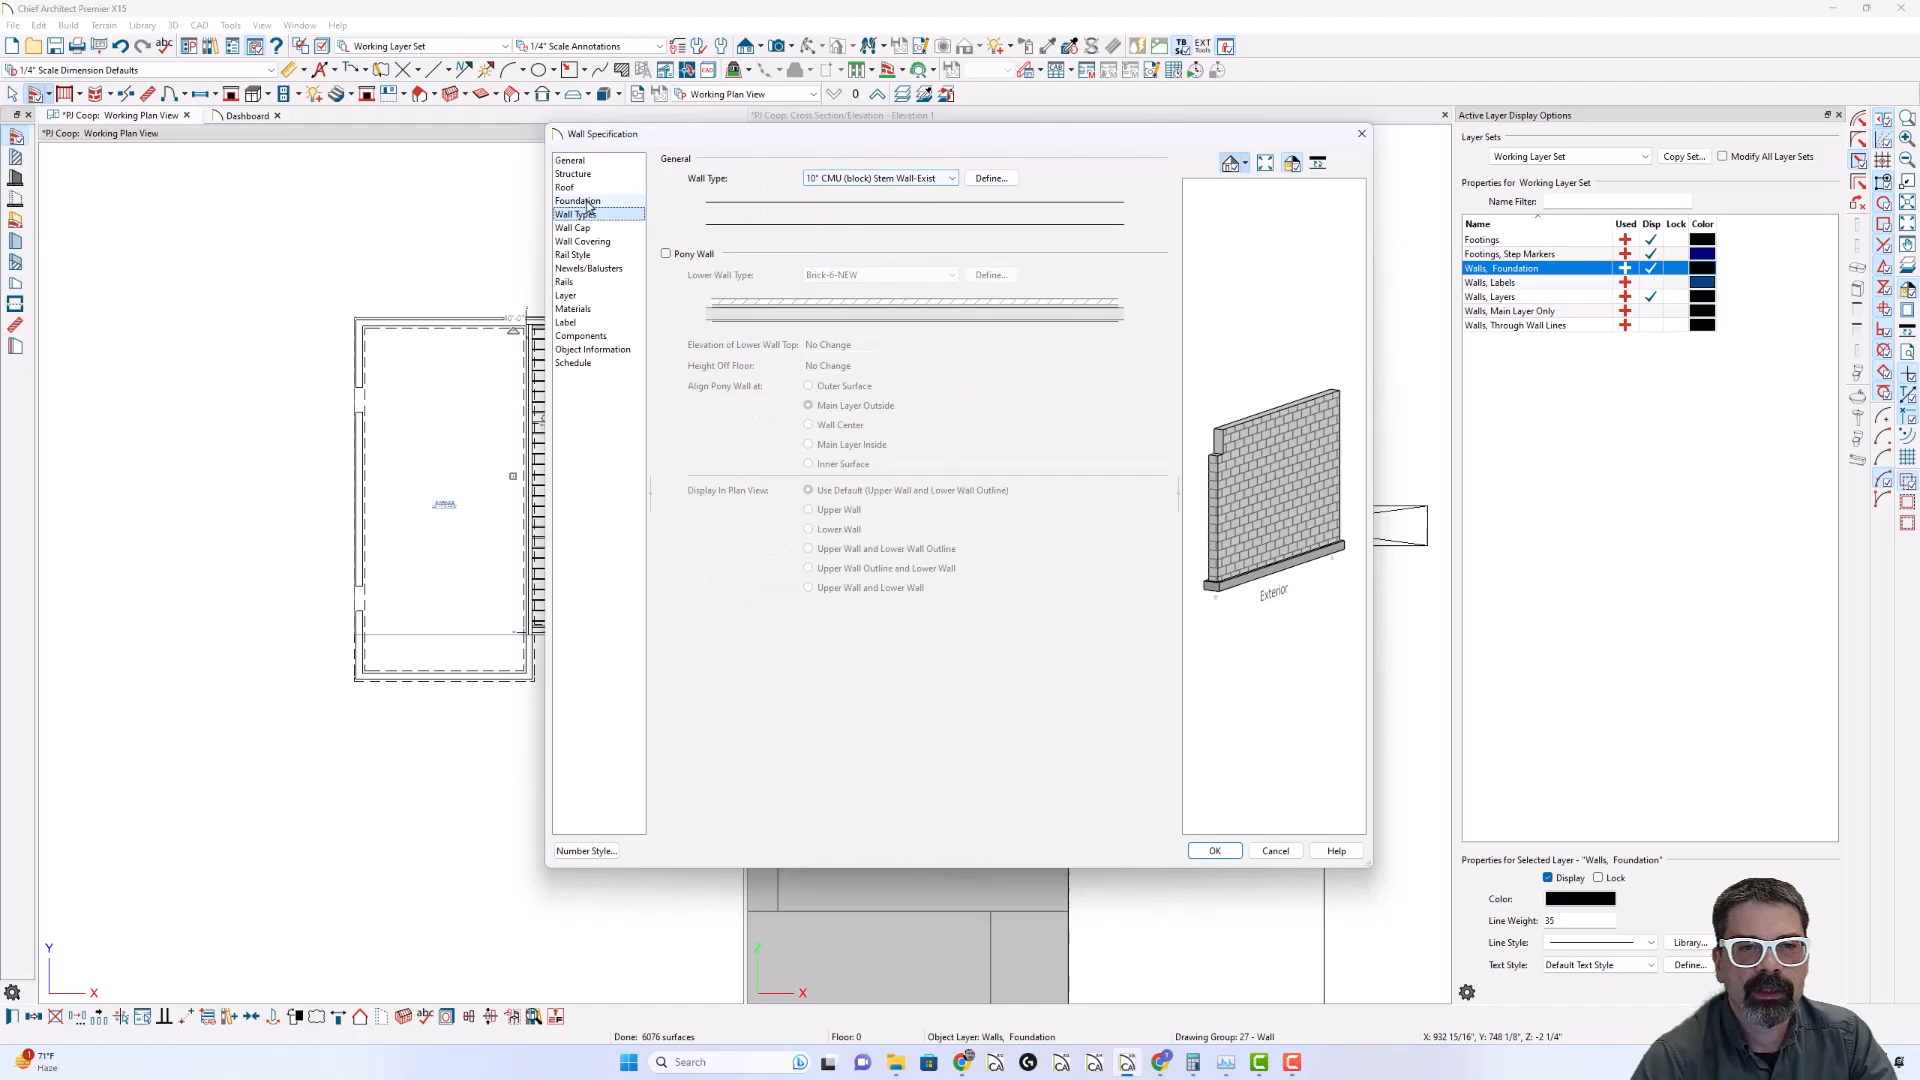 Chief Architect Premier X15
File Edit Build Terrain Library 3D CAD Tools View Window Help
Working Layer Set
1/4" Scale Annotations
1/4" Scale Dimension Defaults
Working Plan View
0
*PJ Coop: Working Plan View
Dashboard
*PJ Coop: Cross Section/Elevation - Elevation 1
*PJ Coop: Working Plan View
Wall Specification
General
Structure
Roof
Foundation
Wall Types
Wall Cap
Wall Covering
Rail Style
Newels/Balusters
Rails
Layer
Materials
Label
Components
Object Information
Schedule
General
Wall Type:
10" CMU (block) Stem Wall-Exist
Define...
Pony Wall
Lower Wall Type:
Brick-6-NEW
Define...
Elevation of Lower Wall Top: No Change
Height Off Floor: No Change
Align Pony Wall at:
Outer Surface
Main Layer Outside
Wall Center
Main Layer Inside
Inner Surface
Display In Plan View:
Use Default (Upper Wall and Lower Wall Outline)
Upper Wall
Lower Wall
Upper Wall and Lower Wall Outline
Upper Wall Outline and Lower Wall
Upper Wall and Lower Wall
Exterior
Number Style...
OK
Cancel
Help
Active Layer Display Options
Layer Sets
Working Layer Set
Copy Set...
Modify All Layer Sets
Properties for Working Layer Set
Name Filter:
Name Used Disp Lock Color
Footings
Footings, Step Markers
Walls, Foundation
Walls, Labels
Walls, Layers
Walls, Main Layer Only
Walls, Through Wall Lines
Properties for Selected Layer - "Walls, Foundation"
Display
Lock
Color:
Line Weight: 35
Line Style:
Library...
Text Style: Default Text Style
Define...
40'-0"
Y
X
Z
X
Done: 6076 surfaces
Floor: 0
Object Layer: Walls, Foundation
Drawing Group: 27 - Wall
X: 932 15/16", Y: 748 1/8", Z: -2 1/4"
71°F
Haze
Search